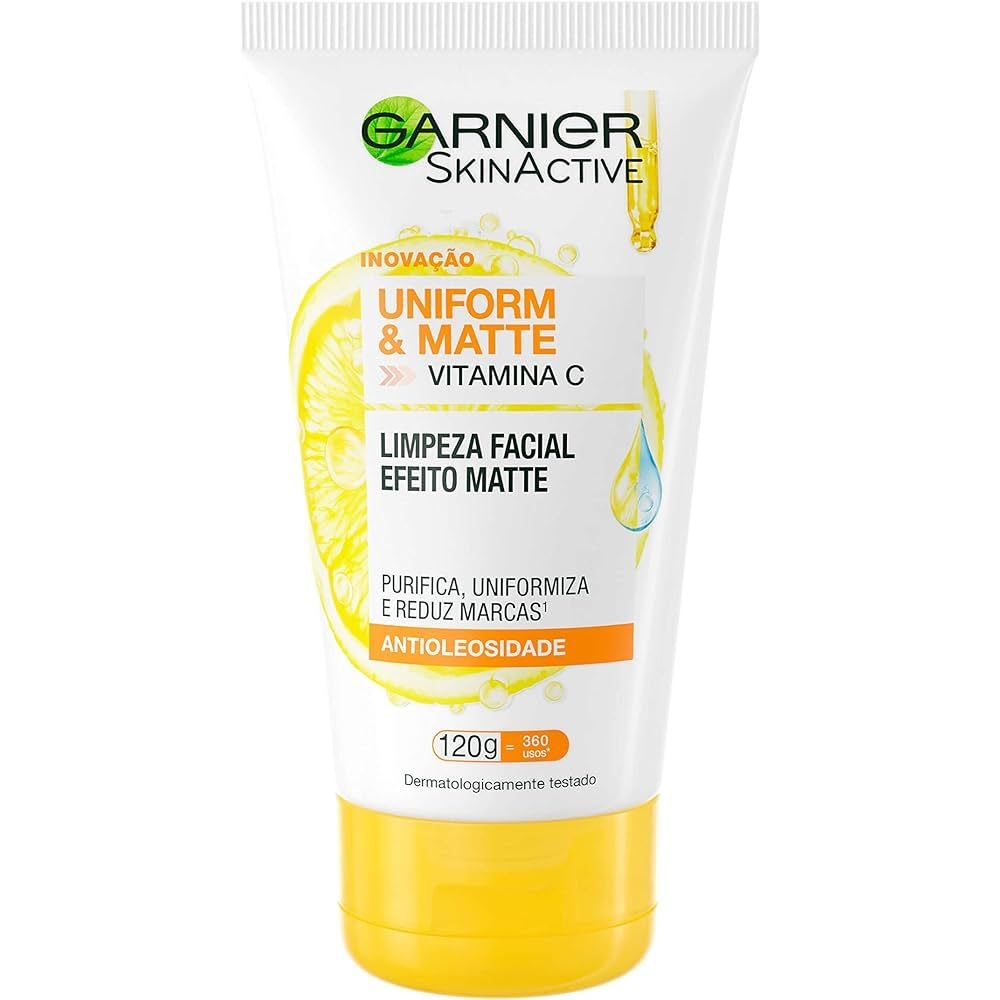 GARNIER
SKINACTIVE
INOVAÇÃO
UNIFORM
& MATTE
VITAMINA C
LIMPEZA FACIAL
EFEITO MATTE
PURIFICA, UNIFORMIZA
E REDUZ MARCAS¹
ANTIOLEOSIDADE
120g = 360
usos*
Dermatologicamente testado